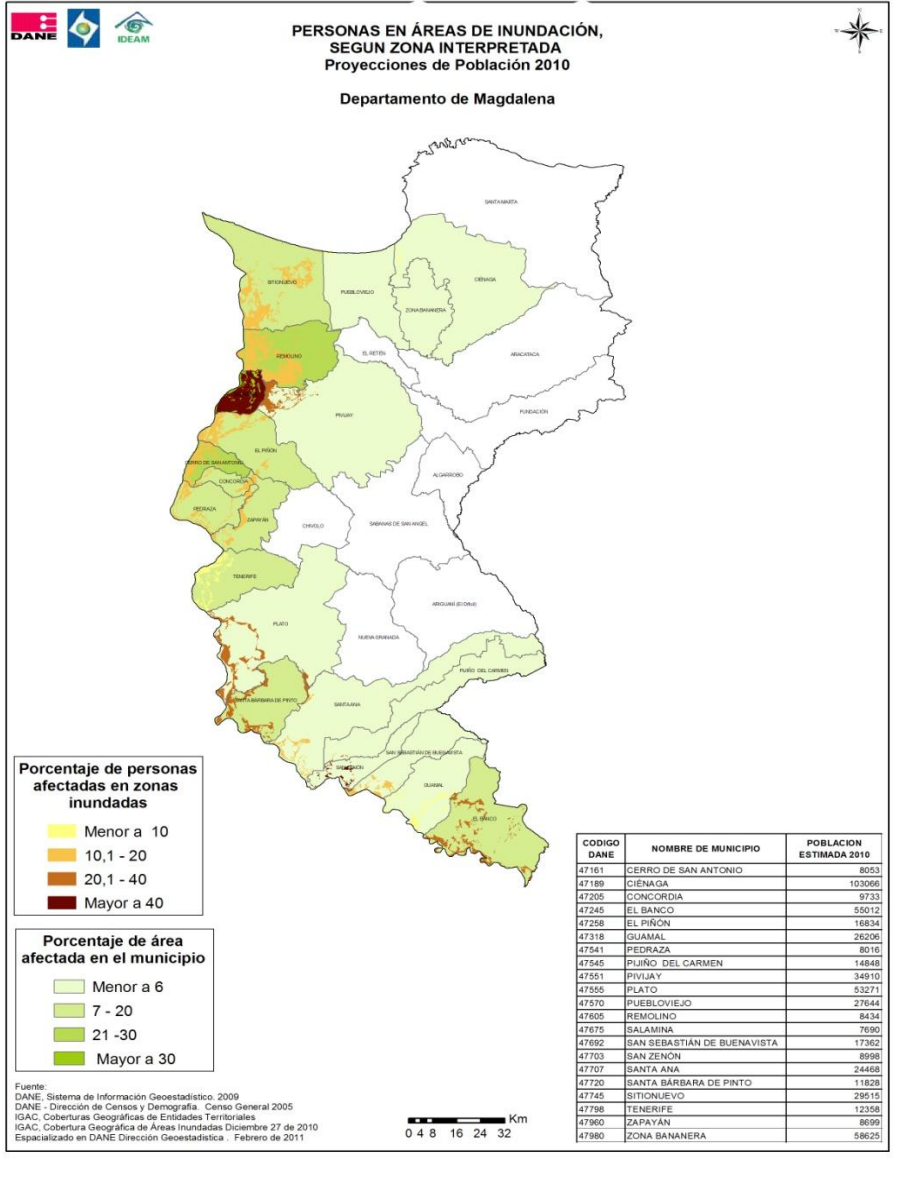 DANE
IDEAM
PERSONAS EN ÁREAS DE INUNDACIÓN,
SEGUN ZONA INTERPRETADA
Proyecciones de Población 2010
Departamento de Magdalena
SANTA MARTA
CIÉNAGA
SITIONUEVO
PUEBLOVIEJO
ZONA BANANERA
REMOLINO
EL RETÉN
ARACATACA
FUNDACIÓN
PIVIJAY
EL PIÑÓN
CERRO DE SAN ANTONIO
ALGARROBO
CONCORDIA
PEDRAZA
ZAPAYÁN
CHIVOLO
SABANAS DE SAN ANGEL
TENERIFE
ARIGUANÍ (El Difícil)
PLATO
NUEVA GRANADA
PIJIÑO DEL CARMEN
SANTA BÁRBARA DE PINTO
SANTA ANA
SAN SEBASTIÁN DE BUENAVISTA
SAN ZENÓN
GUAMAL
EL BANCO
Porcentaje de personas
afectadas en zonas
inundadas
Menor a 10
10,1 - 20
20,1 - 40
Mayor a 40
Porcentaje de área
afectada en el municipio
Menor a 6
7 - 20
21 -30
Mayor a 30
Fuente:
DANE, Sistema de Información Geoestadístico. 2009
DANE - Dirección de Censos y Demografía. Censo General 2005
IGAC, Coberturas Geográficas de Entidades Territoriales
IGAC, Cobertura Geográfica de Áreas Inundadas Diciembre 27 de 2010
Espacializado en DANE Dirección Geoestadística . Febrero de 2011
Km
0 4 8 16 24 32
CODIGO DANE NOMBRE DE MUNICIPIO POBLACION ESTIMADA 2010
47161 CERRO DE SAN ANTONIO 8053
47189 CIÉNAGA 103066
47205 CONCORDIA 9733
47245 EL BANCO 55012
47258 EL PIÑÓN 16834
47318 GUAMAL 26206
47541 PEDRAZA 8016
47545 PIJIÑO DEL CARMEN 14848
47551 PIVIJAY 34910
47555 PLATO 53271
47570 PUEBLOVIEJO 27644
47605 REMOLINO 8434
47675 SALAMINA 7690
47692 SAN SEBASTIÁN DE BUENAVISTA 17362
47703 SAN ZENÓN 8998
47707 SANTA ANA 24468
47720 SANTA BÁRBARA DE PINTO 11828
47745 SITIONUEVO 29515
47798 TENERIFE 12358
47960 ZAPAYÁN 8699
47980 ZONA BANANERA 58625